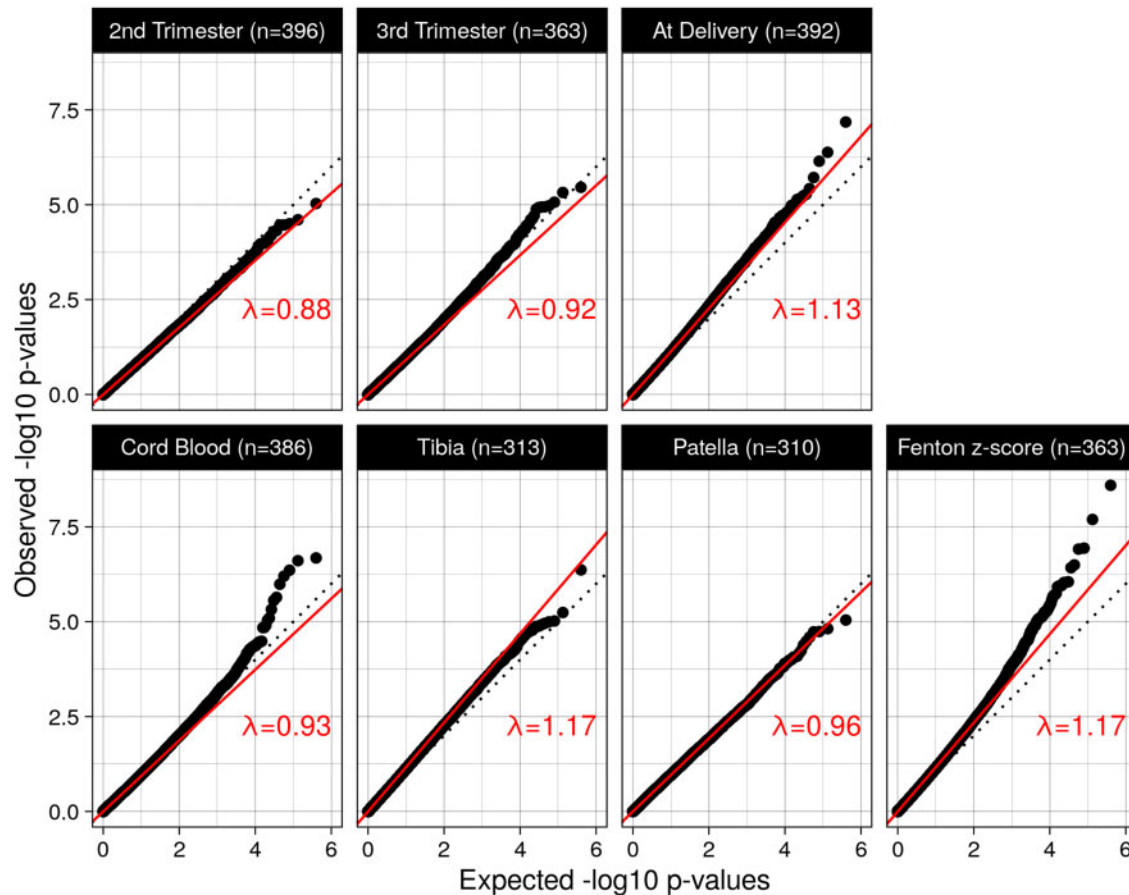 2nd Trimester (n=396)
3rd Trimester (n=363)
At Delivery (n=392)
7.5
5.0
2.5
0.0
λ=0.88
λ=0.92
λ=1.13
Observed -log10 p-values
Cord Blood (n=386)
Tibia (n=313)
Patella (n=310)
Fenton z-score (n=363)
7.5
5.0
2.5
0.0
λ=0.93
λ=1.17
λ=0.96
λ=1.17
0 2 4 6
0 2 4 6
0 2 4 6
0 2 4 6
Expected -log10 p-values